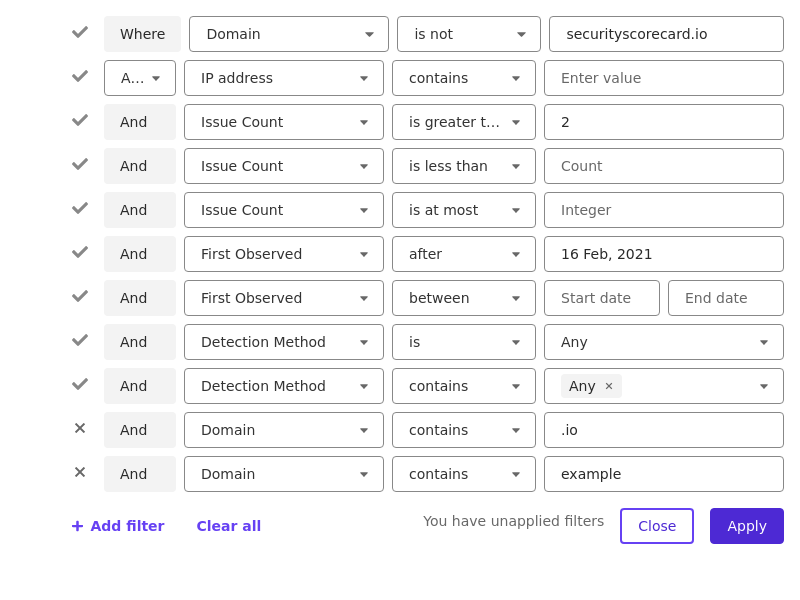 Where Domain is not securityscorecard.io
A... IP address contains Enter value
And Issue Count is greater t... 2
And Issue Count is less than Count
And Issue Count is at most Integer
And First Observed after 16 Feb, 2021
And First Observed between Start date End date
And Detection Method is Any
And Detection Method contains Any ×
And Domain contains .io
And Domain contains example
+ Add filter Clear all You have unapplied filters Close Apply